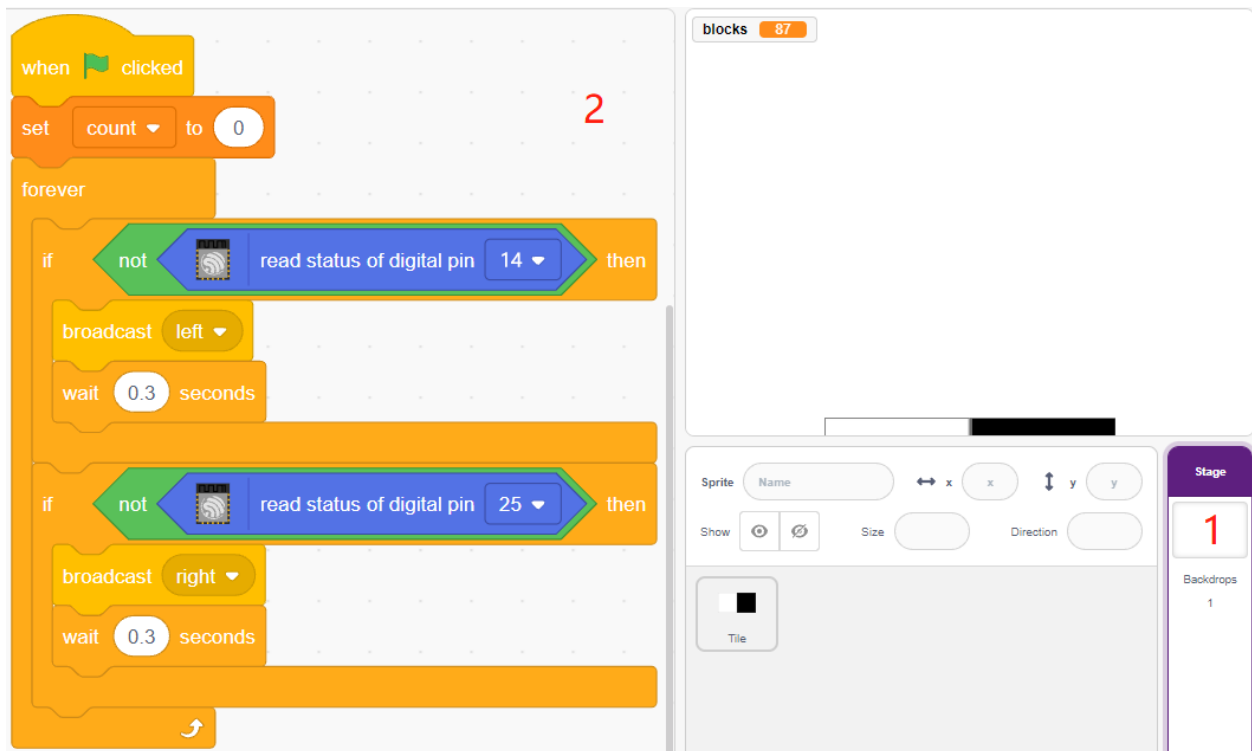 when clicked
set count to 0
forever
if not read status of digital pin 14 then
broadcast left
wait 0.3 seconds
if not read status of digital pin 25 then
broadcast right
wait 0.3 seconds
2
blocks 87
Sprite Name x x y y
Show Size Direction
Tile
Stage
1
Backdrops
1